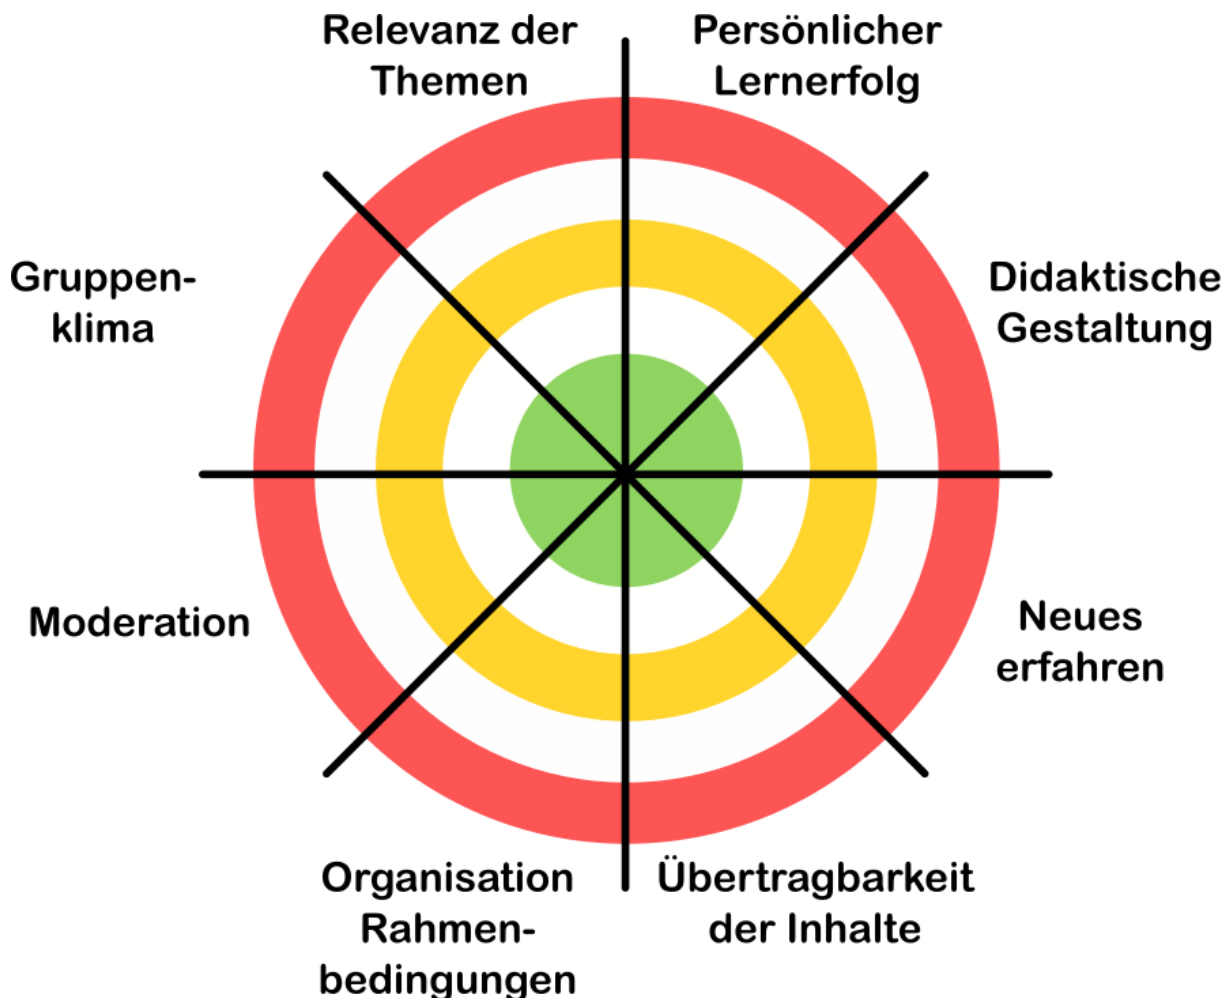 Relevanz der
Themen
Persönlicher
Lernerfolg
Gruppen-
klima
Didaktische
Gestaltung
Moderation
Neues
erfahren
Organisation
Rahmen-
bedingungen
Übertragbarkeit
der Inhalte